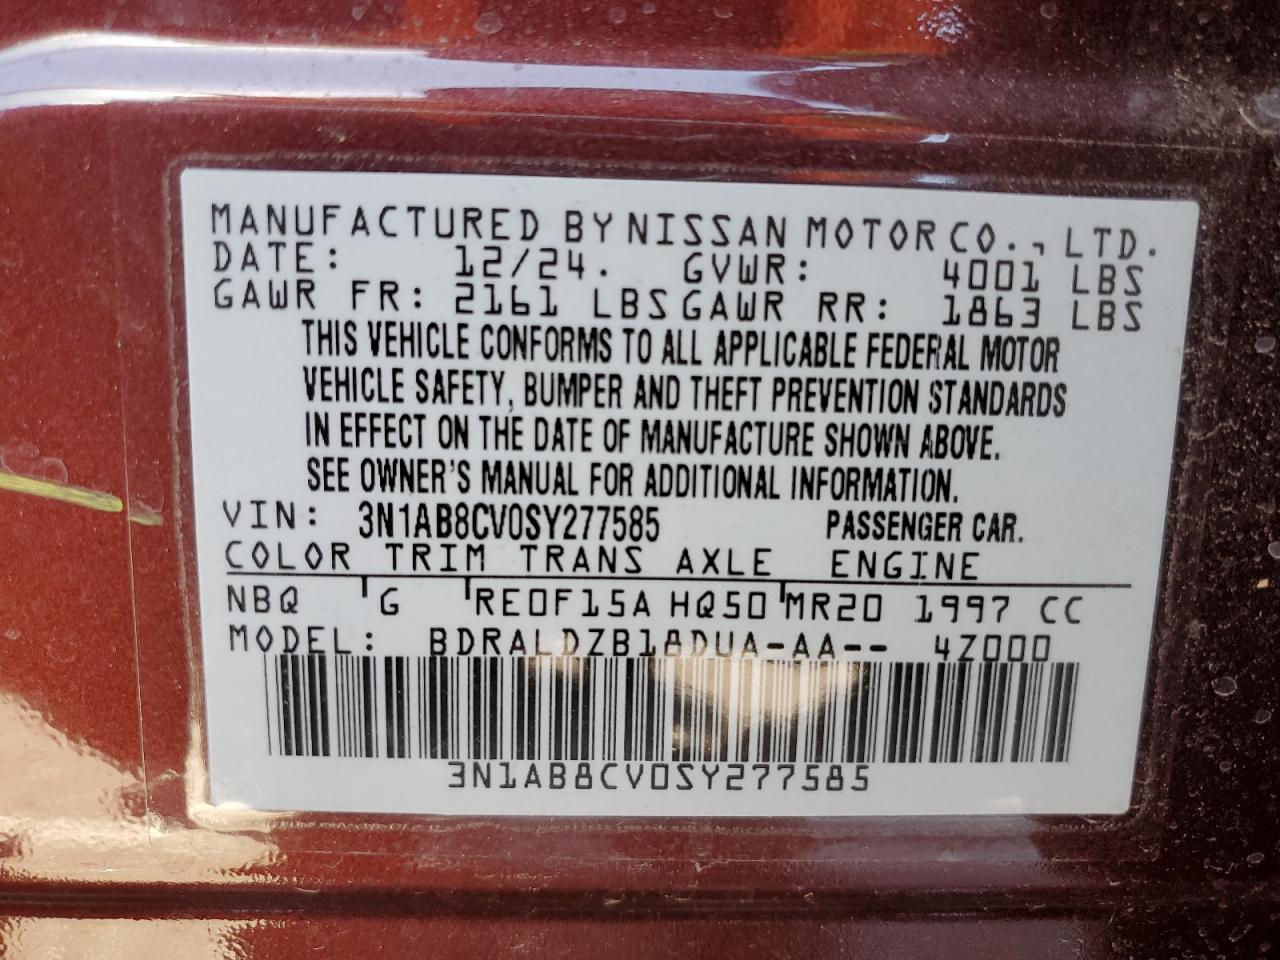 MANUFACTURED BY NISSAN MOTOR CO., LTD.
DATE: 12/24. GVWR: 4001 LBS
GAWR FR: 2161 LBS GAWR RR: 1863 LBS
THIS VEHICLE CONFORMS TO ALL APPLICABLE FEDERAL MOTOR
VEHICLE SAFETY, BUMPER AND THEFT PREVENTION STANDARDS
IN EFFECT ON THE DATE OF MANUFACTURE SHOWN ABOVE.
SEE OWNER'S MANUAL FOR ADDITIONAL INFORMATION.
VIN: 3N1AB8CV0SY277585 PASSENGER CAR.
COLOR TRIM TRANS AXLE ENGINE
NBQ G RE0F15A HQ50 MR20 1997 CC
MODEL: BDRALDZB18DUA-AA-- 4Z000
3N1AB8CV0SY277585